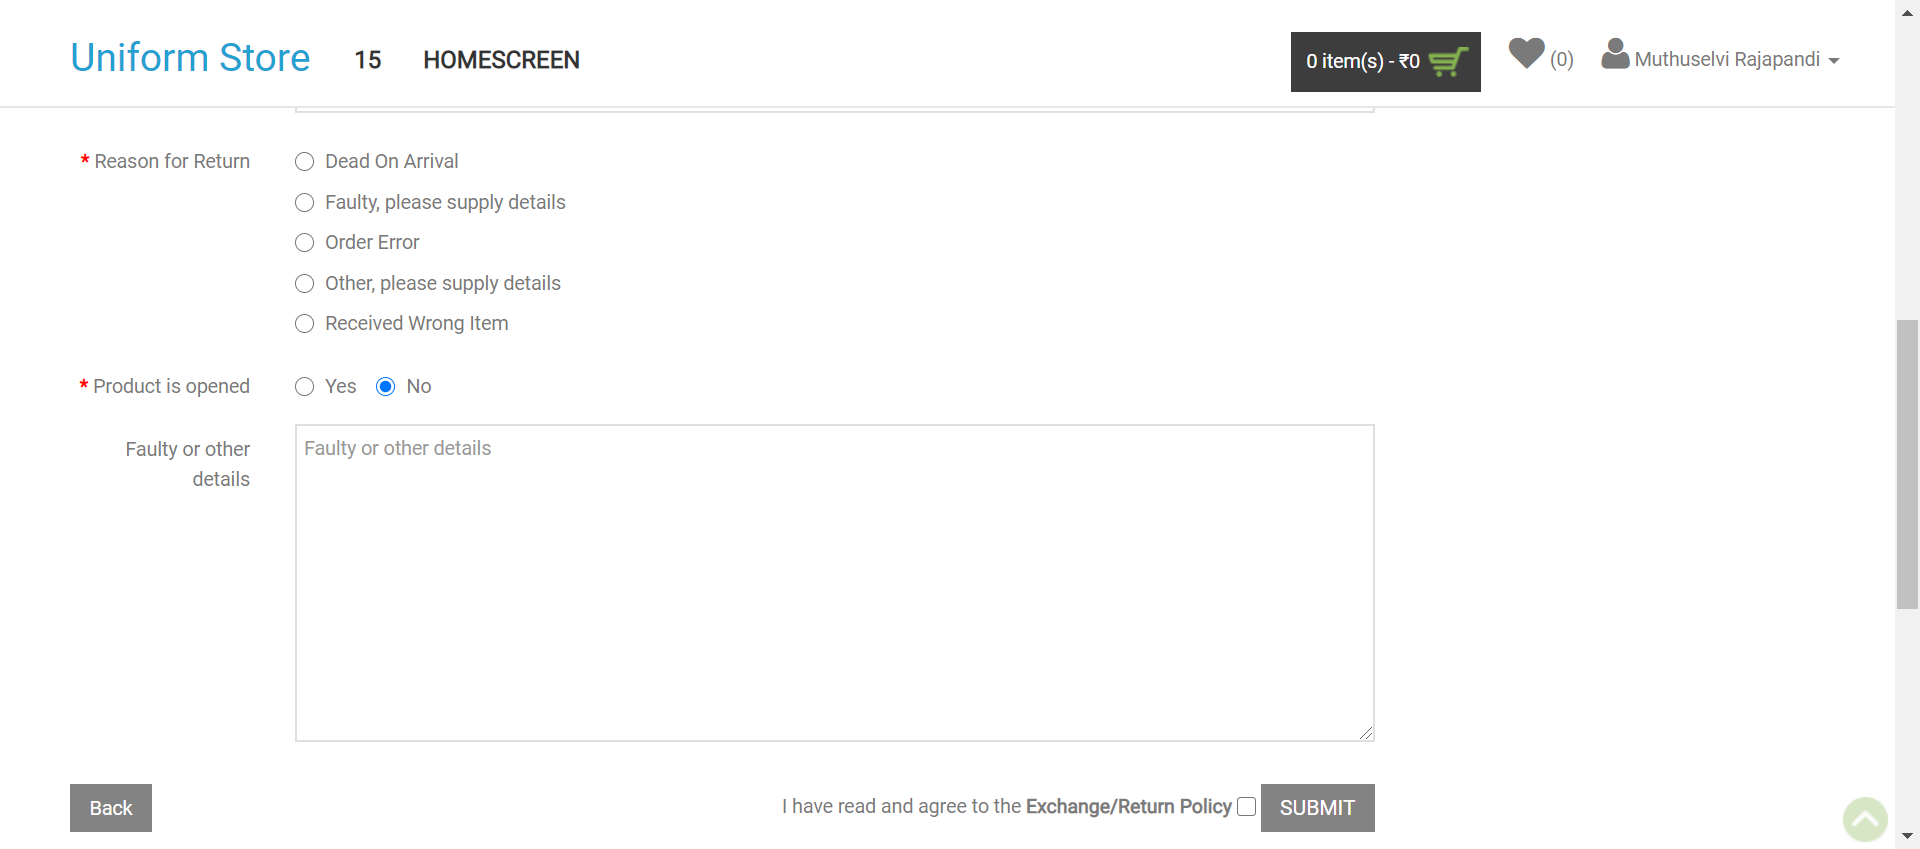 Uniform Store 15 HOMESCREEN 0 item(s) - ₹0 (0) Muthuselvi Rajapandi
* Reason for Return
Dead On Arrival
Faulty, please supply details
Order Error
Other, please supply details
Received Wrong Item
* Product is opened Yes No
Faulty or other
details
Faulty or other details
Back I have read and agree to the Exchange/Return Policy SUBMIT